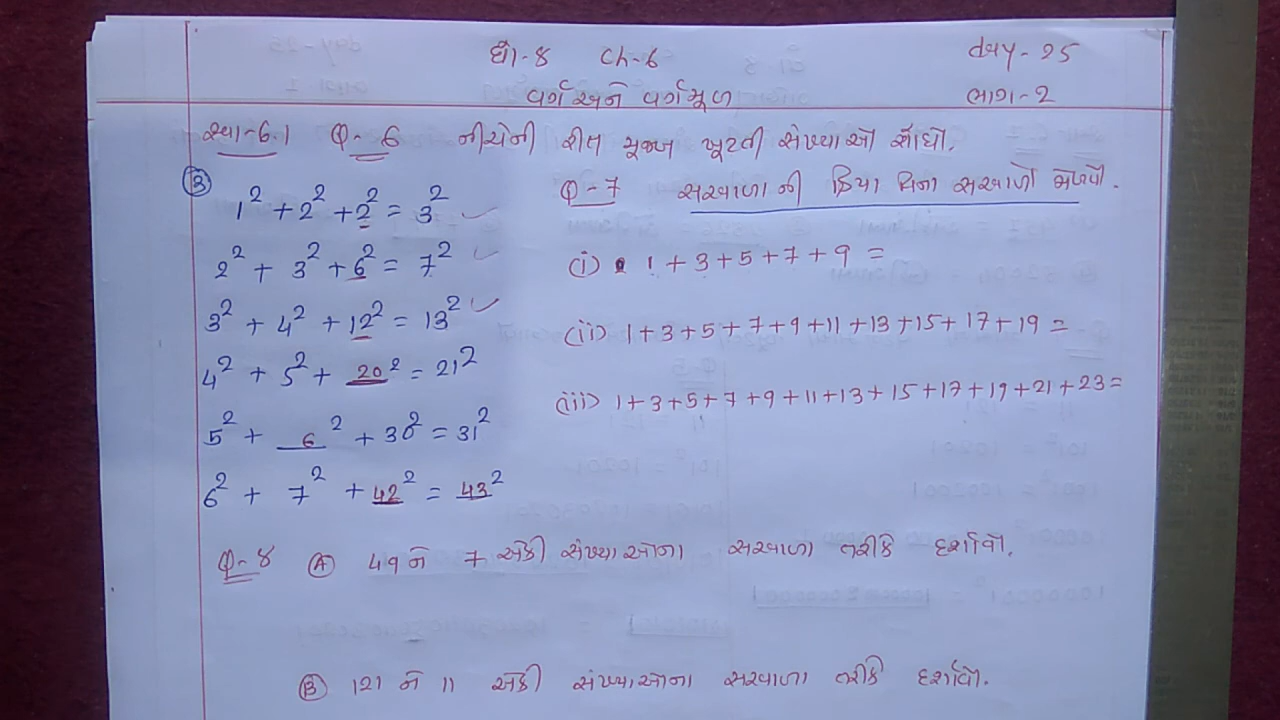 ધો-૪ Ch-6 day-25
વર્ગ અને વર્ગમૂળ ભાગ-2
સ્વા-6.1 Q-6 નીચેની રીત મુજબ ખૂટતી સંખ્યાઓ શોધો.
(3) 1² + 2² + 2² = 3²
2² + 3² + 6² = 7²
3² + 4² + 12² = 13²
4² + 5² + 20² = 21²
5² + 6² + 30² = 31²
6² + 7² + 42² = 43²
Q-7 સરવાળાની ક્રિયા વિના સરવાળો મેળવો.
(i) 1 + 3 + 5 + 7 + 9 =
(ii) 1 + 3 + 5 + 7 + 9 + 11 + 13 + 15 + 17 + 19 =
(iii) 1 + 3 + 5 + 7 + 9 + 11 + 13 + 15 + 17 + 19 + 21 + 23 =
Q-8 (A) 49 ને 7 એકી સંખ્યાઓના સરવાળા તરીકે દર્શાવો.
(B) 121 ને 11 એકી સંખ્યાઓના સરવાળા તરીકે દર્શાવો.